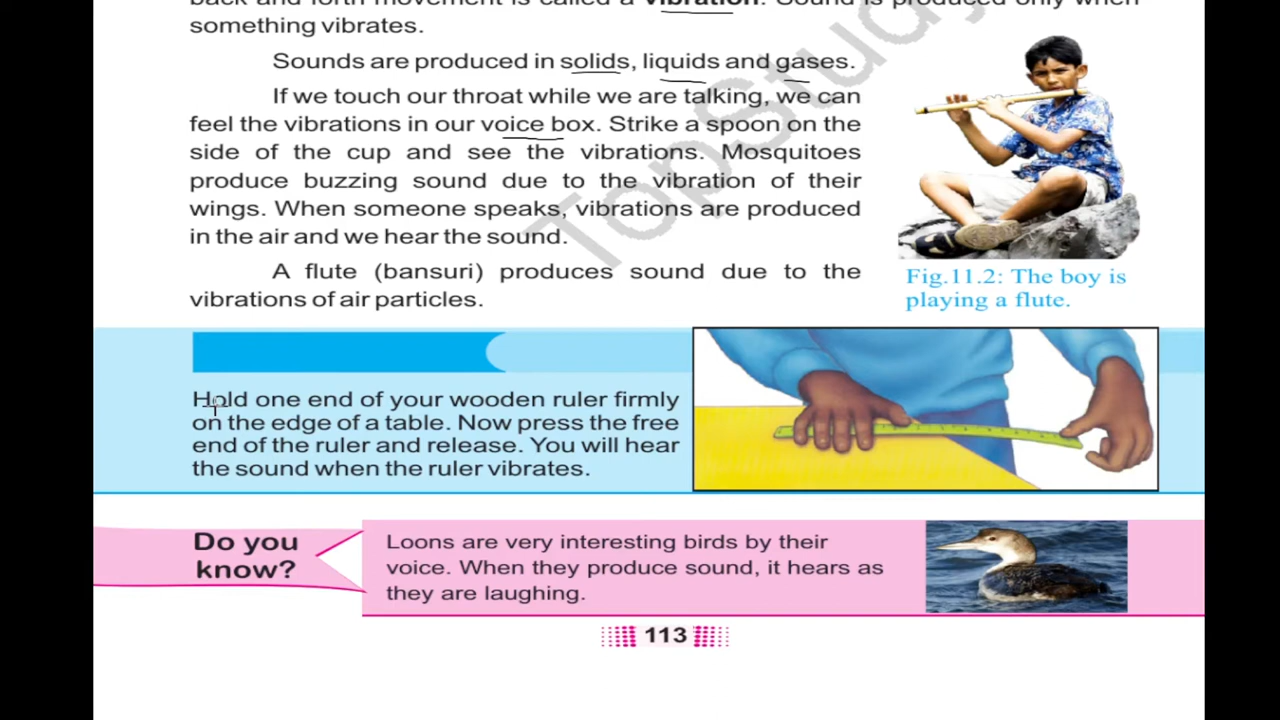 back and forth movement is called a vibration. Sound is produced only when
something vibrates.
Sounds are produced in solids, liquids and gases.
If we touch our throat while we are talking, we can
feel the vibrations in our voice box. Strike a spoon on the
side of the cup and see the vibrations. Mosquitoes
produce buzzing sound due to the vibration of their
wings. When someone speaks, vibrations are produced
in the air and we hear the sound.
A flute (bansuri) produces sound due to the
vibrations of air particles.
Fig.11.2: The boy is
playing a flute.
Hold one end of your wooden ruler firmly
on the edge of a table. Now press the free
end of the ruler and release. You will hear
the sound when the ruler vibrates.
Do you
know?
Loons are very interesting birds by their
voice. When they produce sound, it hears as
they are laughing.
113
TopStudy